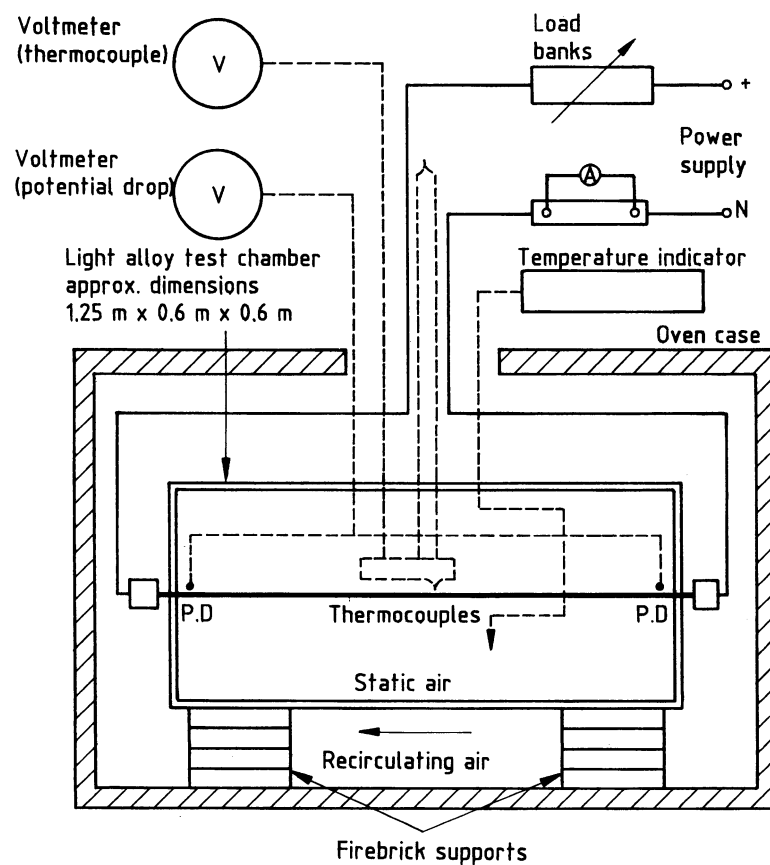 Voltmeter
(thermocouple)
V
Load
banks
+
Voltmeter
(potential drop)
V
Power
supply
A
N
Light alloy test chamber
approx. dimensions
1,25 m x 0,6 m x 0,6 m
Temperature indicator
Oven case
P.D
Thermocouples
P.D
Static air
Recirculating air
Firebrick supports